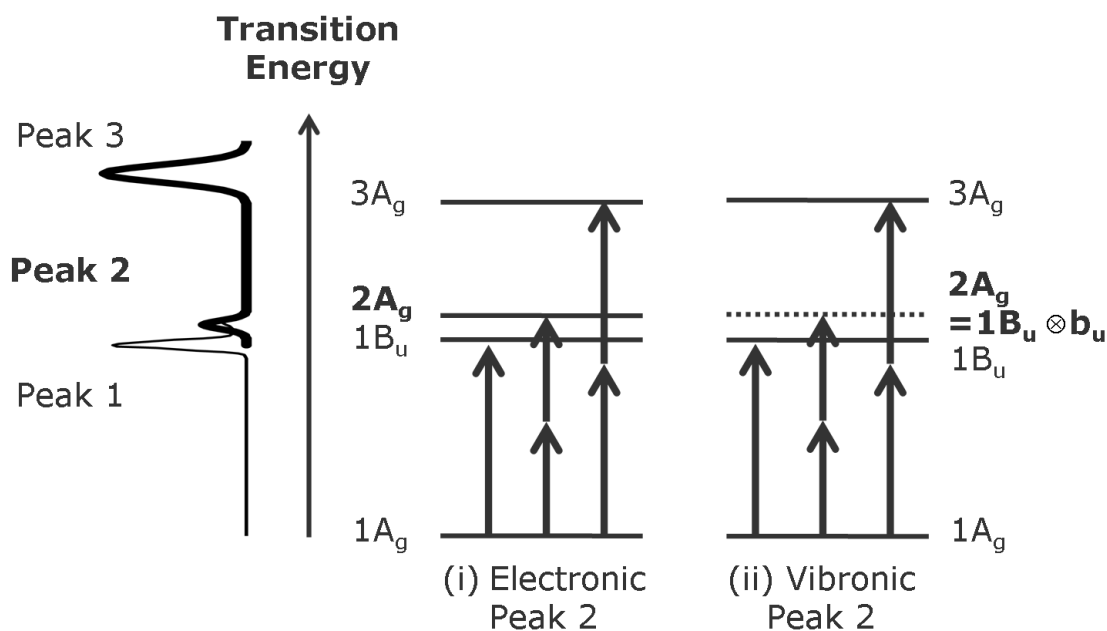 Transition
Energy
Peak 3
Peak 2
Peak 1
3Ag
2Ag
1Bu
1Ag
(i) Electronic
Peak 2
3Ag
2Ag
=1Bu⊗bu
1Bu
1Ag
(ii) Vibronic
Peak 2